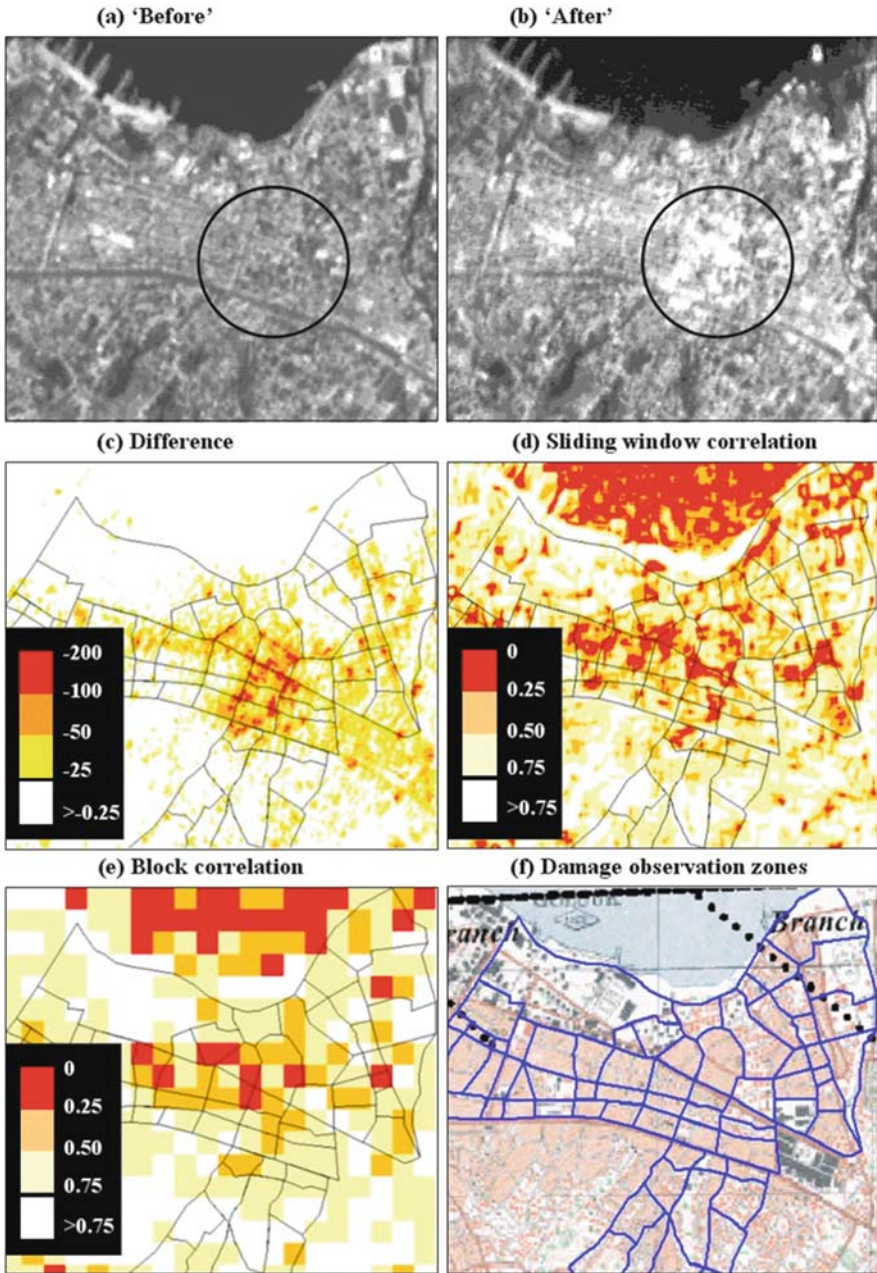 (a) ‘Before’
(b) ‘After’
(c) Difference
(d) Sliding window correlation
-200
-100
-50
-25
>-0.25
0
0.25
0.50
0.75
>0.75
(e) Block correlation
(f) Damage observation zones
0
0.25
0.50
0.75
>0.75
ranch
Branch